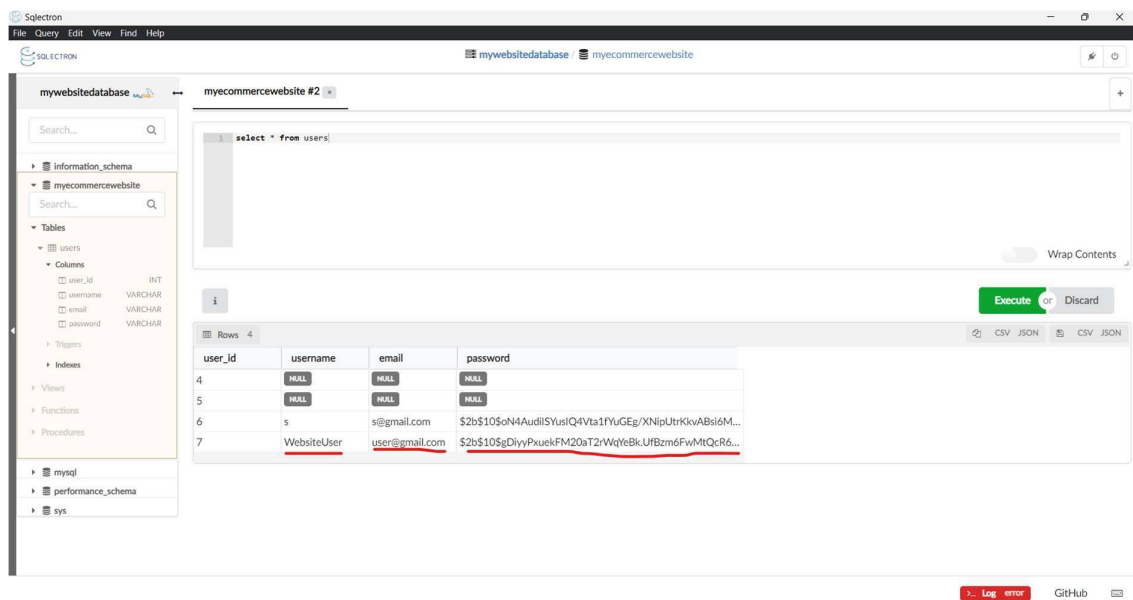 Sqlectron
File Query Edit View Find Help
SQLECTRON
mywebsitedatabase / myecommercewebsite
mywebsitedatabase MySQL
myecommercewebsite #2
Search...
information_schema
myecommercewebsite
Search...
Tables
users
Columns
user_id INT
username VARCHAR
email VARCHAR
password VARCHAR
Triggers
Indexes
Views
Functions
Procedures
mysql
performance_schema
sys
1 select * from users
Wrap Contents
i
Execute or Discard
Rows 4
CSV JSON CSV JSON
user_id username email password
4 NULL NULL NULL
5 NULL NULL NULL
6 s s@gmail.com $2b$10$oN4AudilSYuslQ4Vta1fYuGEg/XNipUtrKkvABsi6M...
7 WebsiteUser user@gmail.com $2b$10$gDiyyPxuekFM20aT2rWqYeBk.UfBzm6FwMtQcR6...
>_ Log error
GitHub